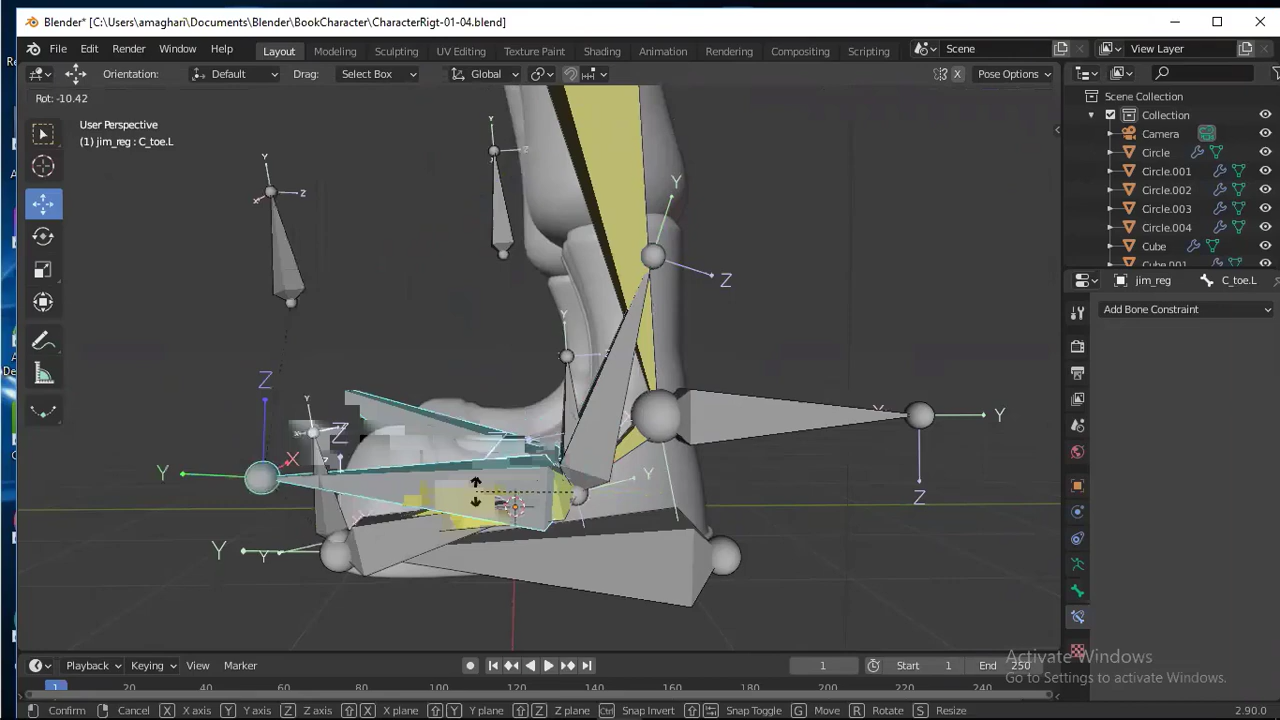 Blender* [C:\Users\amaghari\Documents\Blender\BookCharacter\CharacterRigt-01-04.blend]
File Edit Render Window Help Layout Modeling Sculpting UV Editing Texture Paint Shading Animation Rendering Compositing Scripting Scene View Layer
Orientation: Default Drag: Select Box Global X Pose Options
Rot: -10.42
User Perspective
(1) jim_reg : C_toe.L
Scene Collection
Collection
Camera
Circle
Circle.001
Circle.002
Circle.003
Circle.004
Cube
Cube.001
jim_reg C_toe.L
Add Bone Constraint
Y
Z
Z
Y
Z
X
Y
Z
Y
Y
Z
Y
Y
Activate Windows
Go to Settings to activate Windows.
Playback Keying View Marker 1 Start 1 End 250
1 20 40 60 80 100 120 140 160 180 200 220 240
Confirm Cancel X X axis Y Y axis Z Z axis X X plane Y Y plane Z Z plane Ctrl Snap Invert Snap Toggle G Move R Rotate S Resize 2.90.0